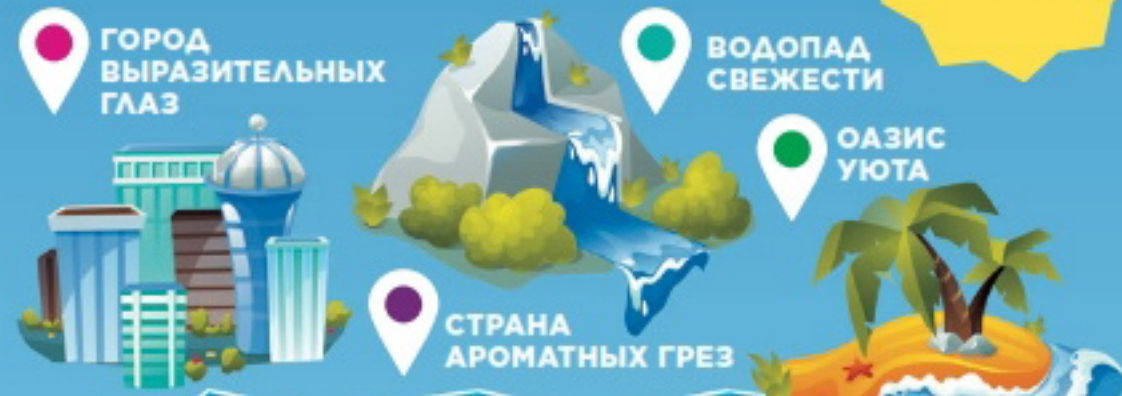 ГОРОД
ВЫРАЗИТЕЛЬНЫХ
ГЛАЗ
ВОДОПАД
СВЕЖЕСТИ
ОАЗИС
УЮТА
СТРАНА
АРОМАТНЫХ ГРЕЗ